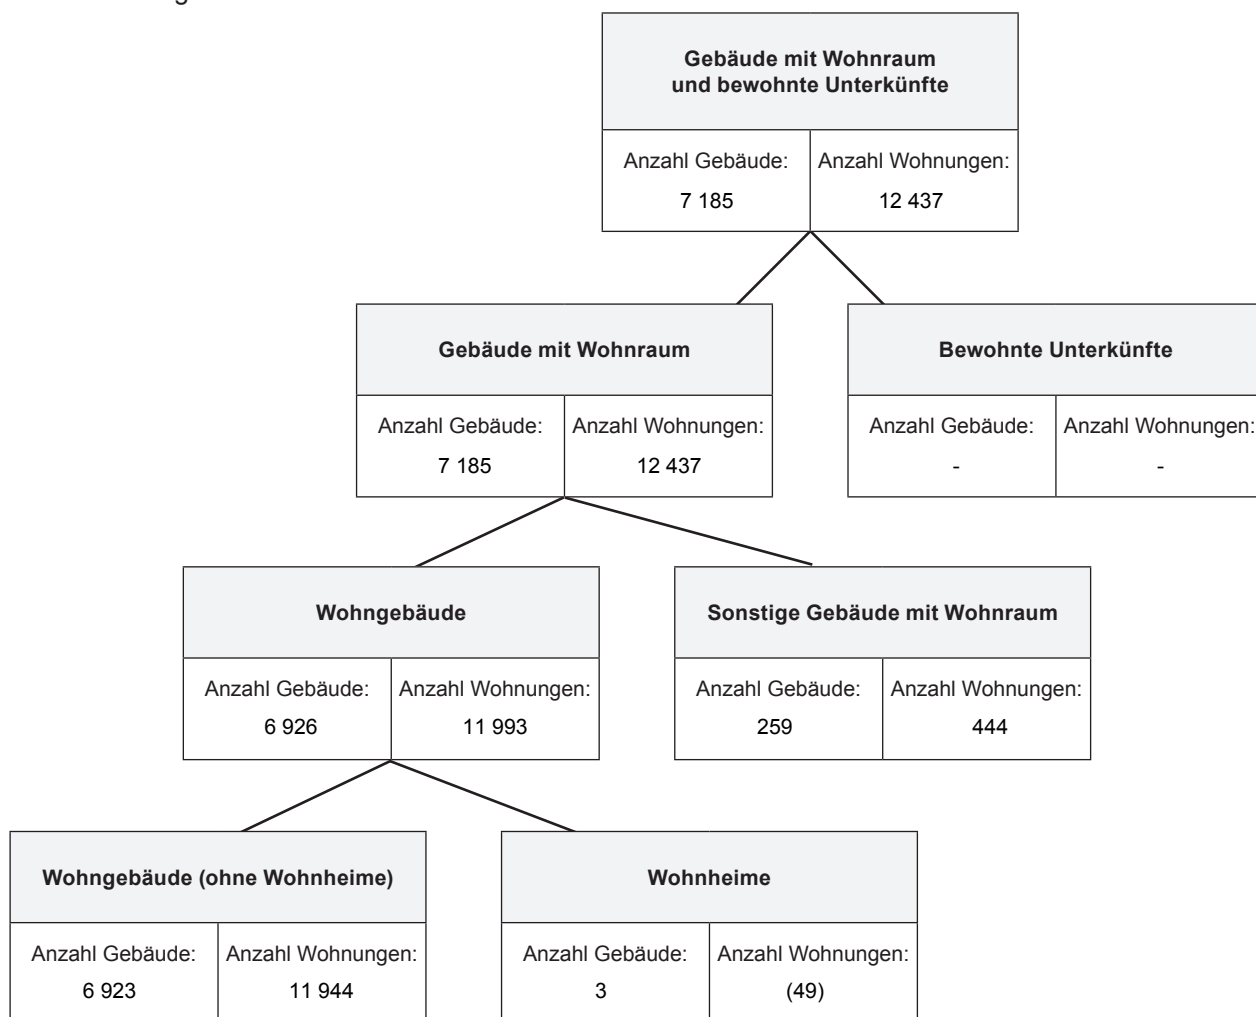 Gebäude mit Wohnraum
und bewohnte Unterkünfte
Anzahl Gebäude: Anzahl Wohnungen:
7 185 12 437
Gebäude mit Wohnraum Bewohnte Unterkünfte
Anzahl Gebäude: Anzahl Wohnungen: Anzahl Gebäude: Anzahl Wohnungen:
7 185 12 437 - -
Wohngebäude Sonstige Gebäude mit Wohnraum
Anzahl Gebäude: Anzahl Wohnungen: Anzahl Gebäude: Anzahl Wohnungen:
6 926 11 993 259 444
Wohngebäude (ohne Wohnheime) Wohnheime
Anzahl Gebäude: Anzahl Wohnungen: Anzahl Gebäude: Anzahl Wohnungen:
6 923 11 944 3 (49)